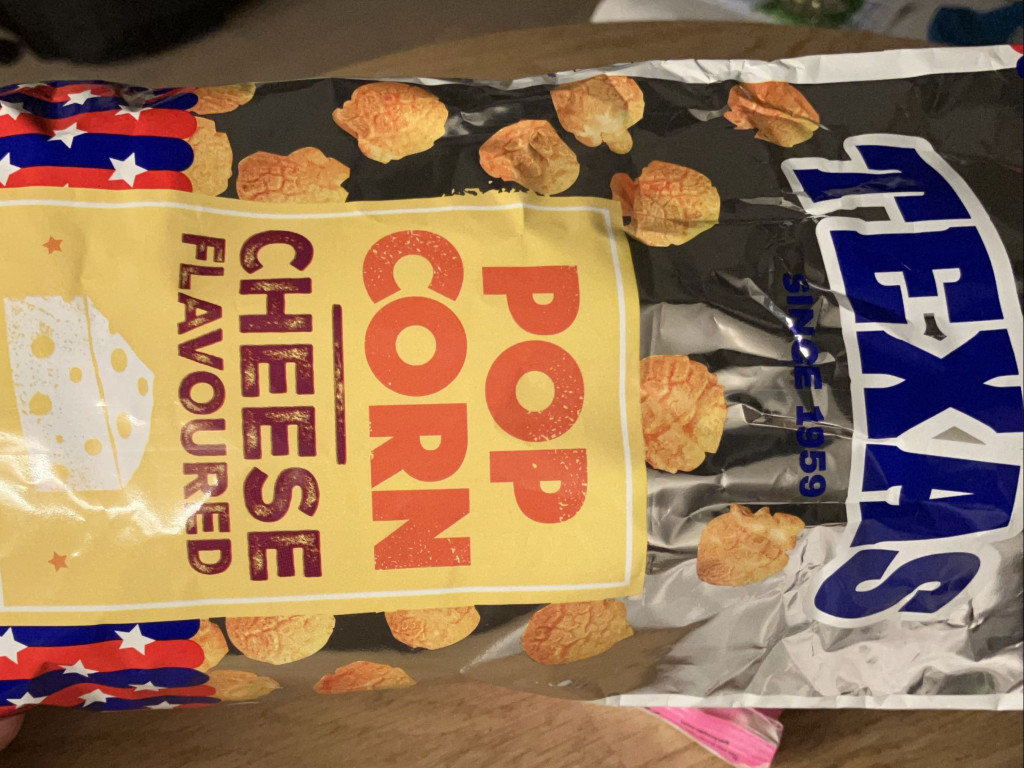 TEXAS
SINCE 1959
POP
CORN
CHEESE
FLAVOURED